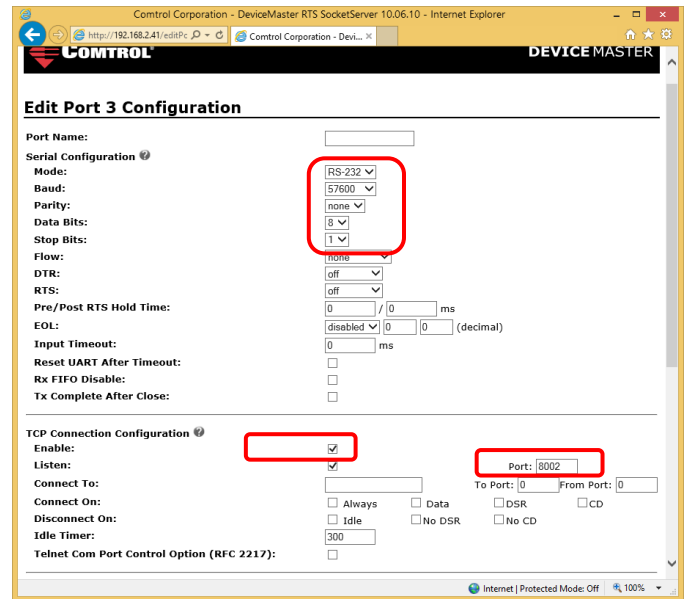 Comtrol Corporation - DeviceMaster RTS SocketServer 10.06.10 - Internet Explorer
http://192.168.2.41/editPc
Comtrol Corporation - Devi...
COMTROL
DEVICEMASTER
Edit Port 3 Configuration
Port Name:
Serial Configuration ?
Mode: RS-232
Baud: 57600
Parity: none
Data Bits: 8
Stop Bits: 1
Flow: none
DTR: off
RTS: off
Pre/Post RTS Hold Time: 0 / 0 ms
EOL: disabled 0 0 (decimal)
Input Timeout: 0 ms
Reset UART After Timeout:
Rx FIFO Disable:
Tx Complete After Close:
TCP Connection Configuration ?
Enable:
Listen: Port: 8002
Connect To: To Port: 0 From Port: 0
Connect On: Always Data DSR CD
Disconnect On: Idle No DSR No CD
Idle Timer: 300
Telnet Com Port Control Option (RFC 2217):
Internet | Protected Mode: Off 100%